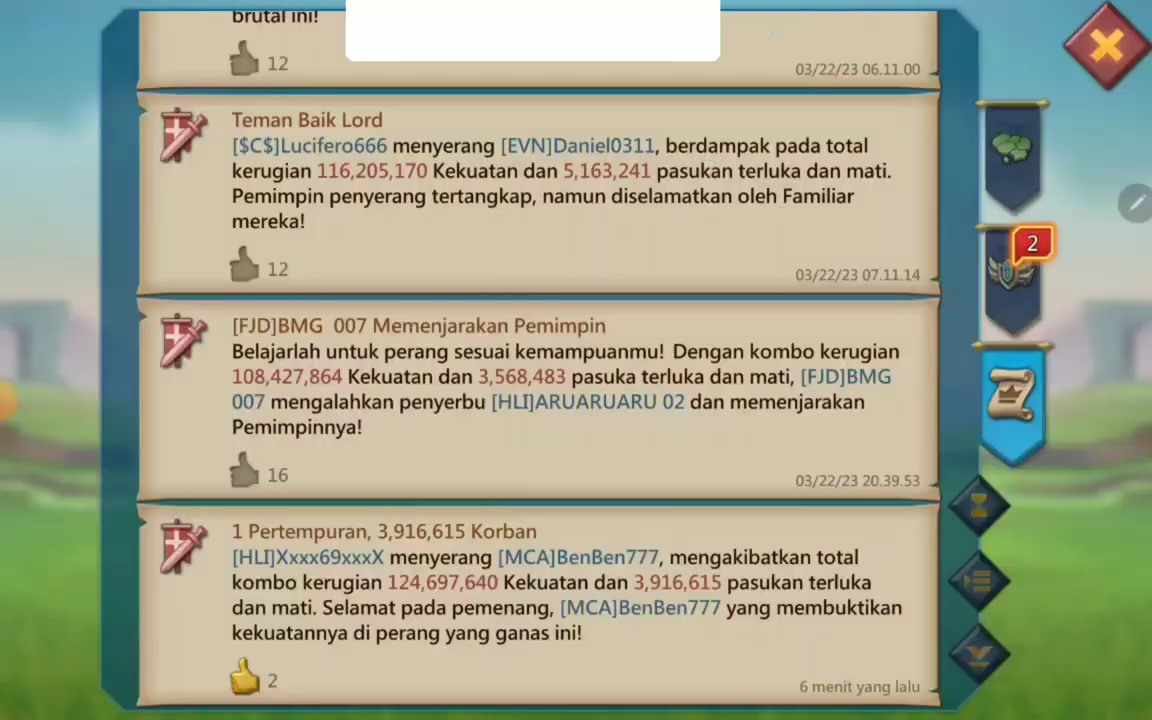 brutal ini!
12
03/22/23 06.11.00
Teman Baik Lord
[$C$]Lucifero666 menyerang [EVN]Daniel0311, berdampak pada total
kerugian 116,205,170 Kekuatan dan 5,163,241 pasukan terluka dan mati.
Pemimpin penyerang tertangkap, namun diselamatkan oleh Familiar
mereka!
12
03/22/23 07.11.14
2
[FJD]BMG 007 Memenjarakan Pemimpin
Belajarlah untuk perang sesuai kemampuanmu! Dengan kombo kerugian
108,427,864 Kekuatan dan 3,568,483 pasuka terluka dan mati, [FJD]BMG
007 mengalahkan penyerbu [HLI]ARUARUARU 02 dan memenjarakan
Pemimpinnya!
16
03/22/23 20.39.53
1 Pertempuran, 3,916,615 Korban
[HLI]Xxxx69xxxX menyerang [MCA]BenBen777, mengakibatkan total
kombo kerugian 124,697,640 Kekuatan dan 3,916,615 pasukan terluka
dan mati. Selamat pada pemenang, [MCA]BenBen777 yang membuktikan
kekuatannya di perang yang ganas ini!
2
6 menit yang lalu